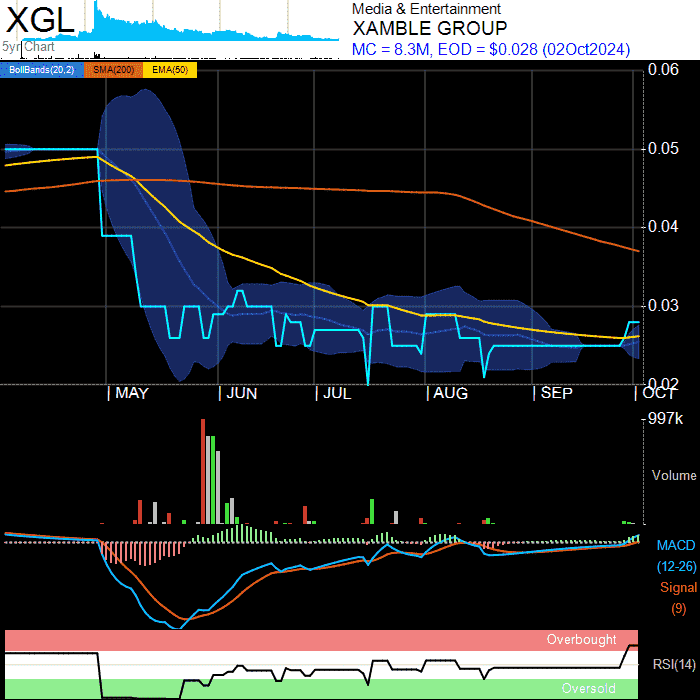 XGL
5yr Chart
Media & Entertainment
XAMBLE GROUP
MC = 8.3M, EOD = $0.028 (02Oct2024)
BollBands(20,2) SMA(200) EMA(50)
0.06
0.05
0.04
0.03
0.02
MAY JUN JUL AUG SEP OCT
997k
Volume
MACD
(12-26)
Signal
(9)
Overbought
RSI(14)
Oversold